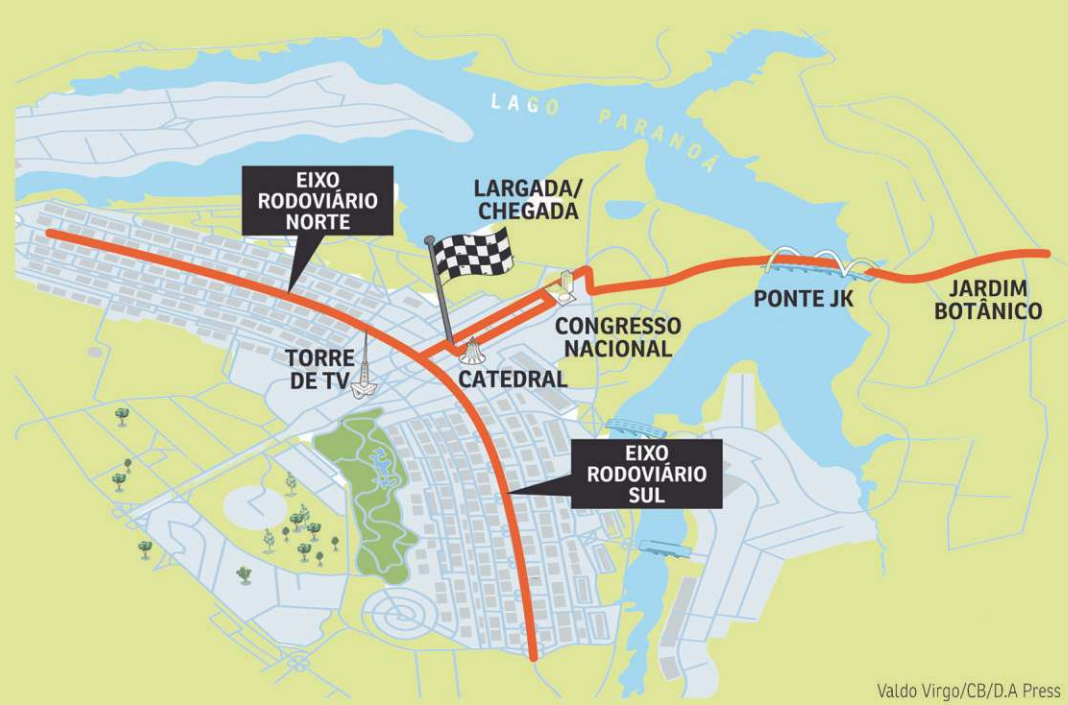 LAGO PARANOÁ
EIXO
RODOVIÁRIO
NORTE
LARGADA/
CHEGADA
PONTE JK
JARDIM
BOTÂNICO
CONGRESSO
NACIONAL
TORRE
DE TV
CATEDRAL
EIXO
RODOVIÁRIO
SUL
Valdo Virgo/CB/D.A Press